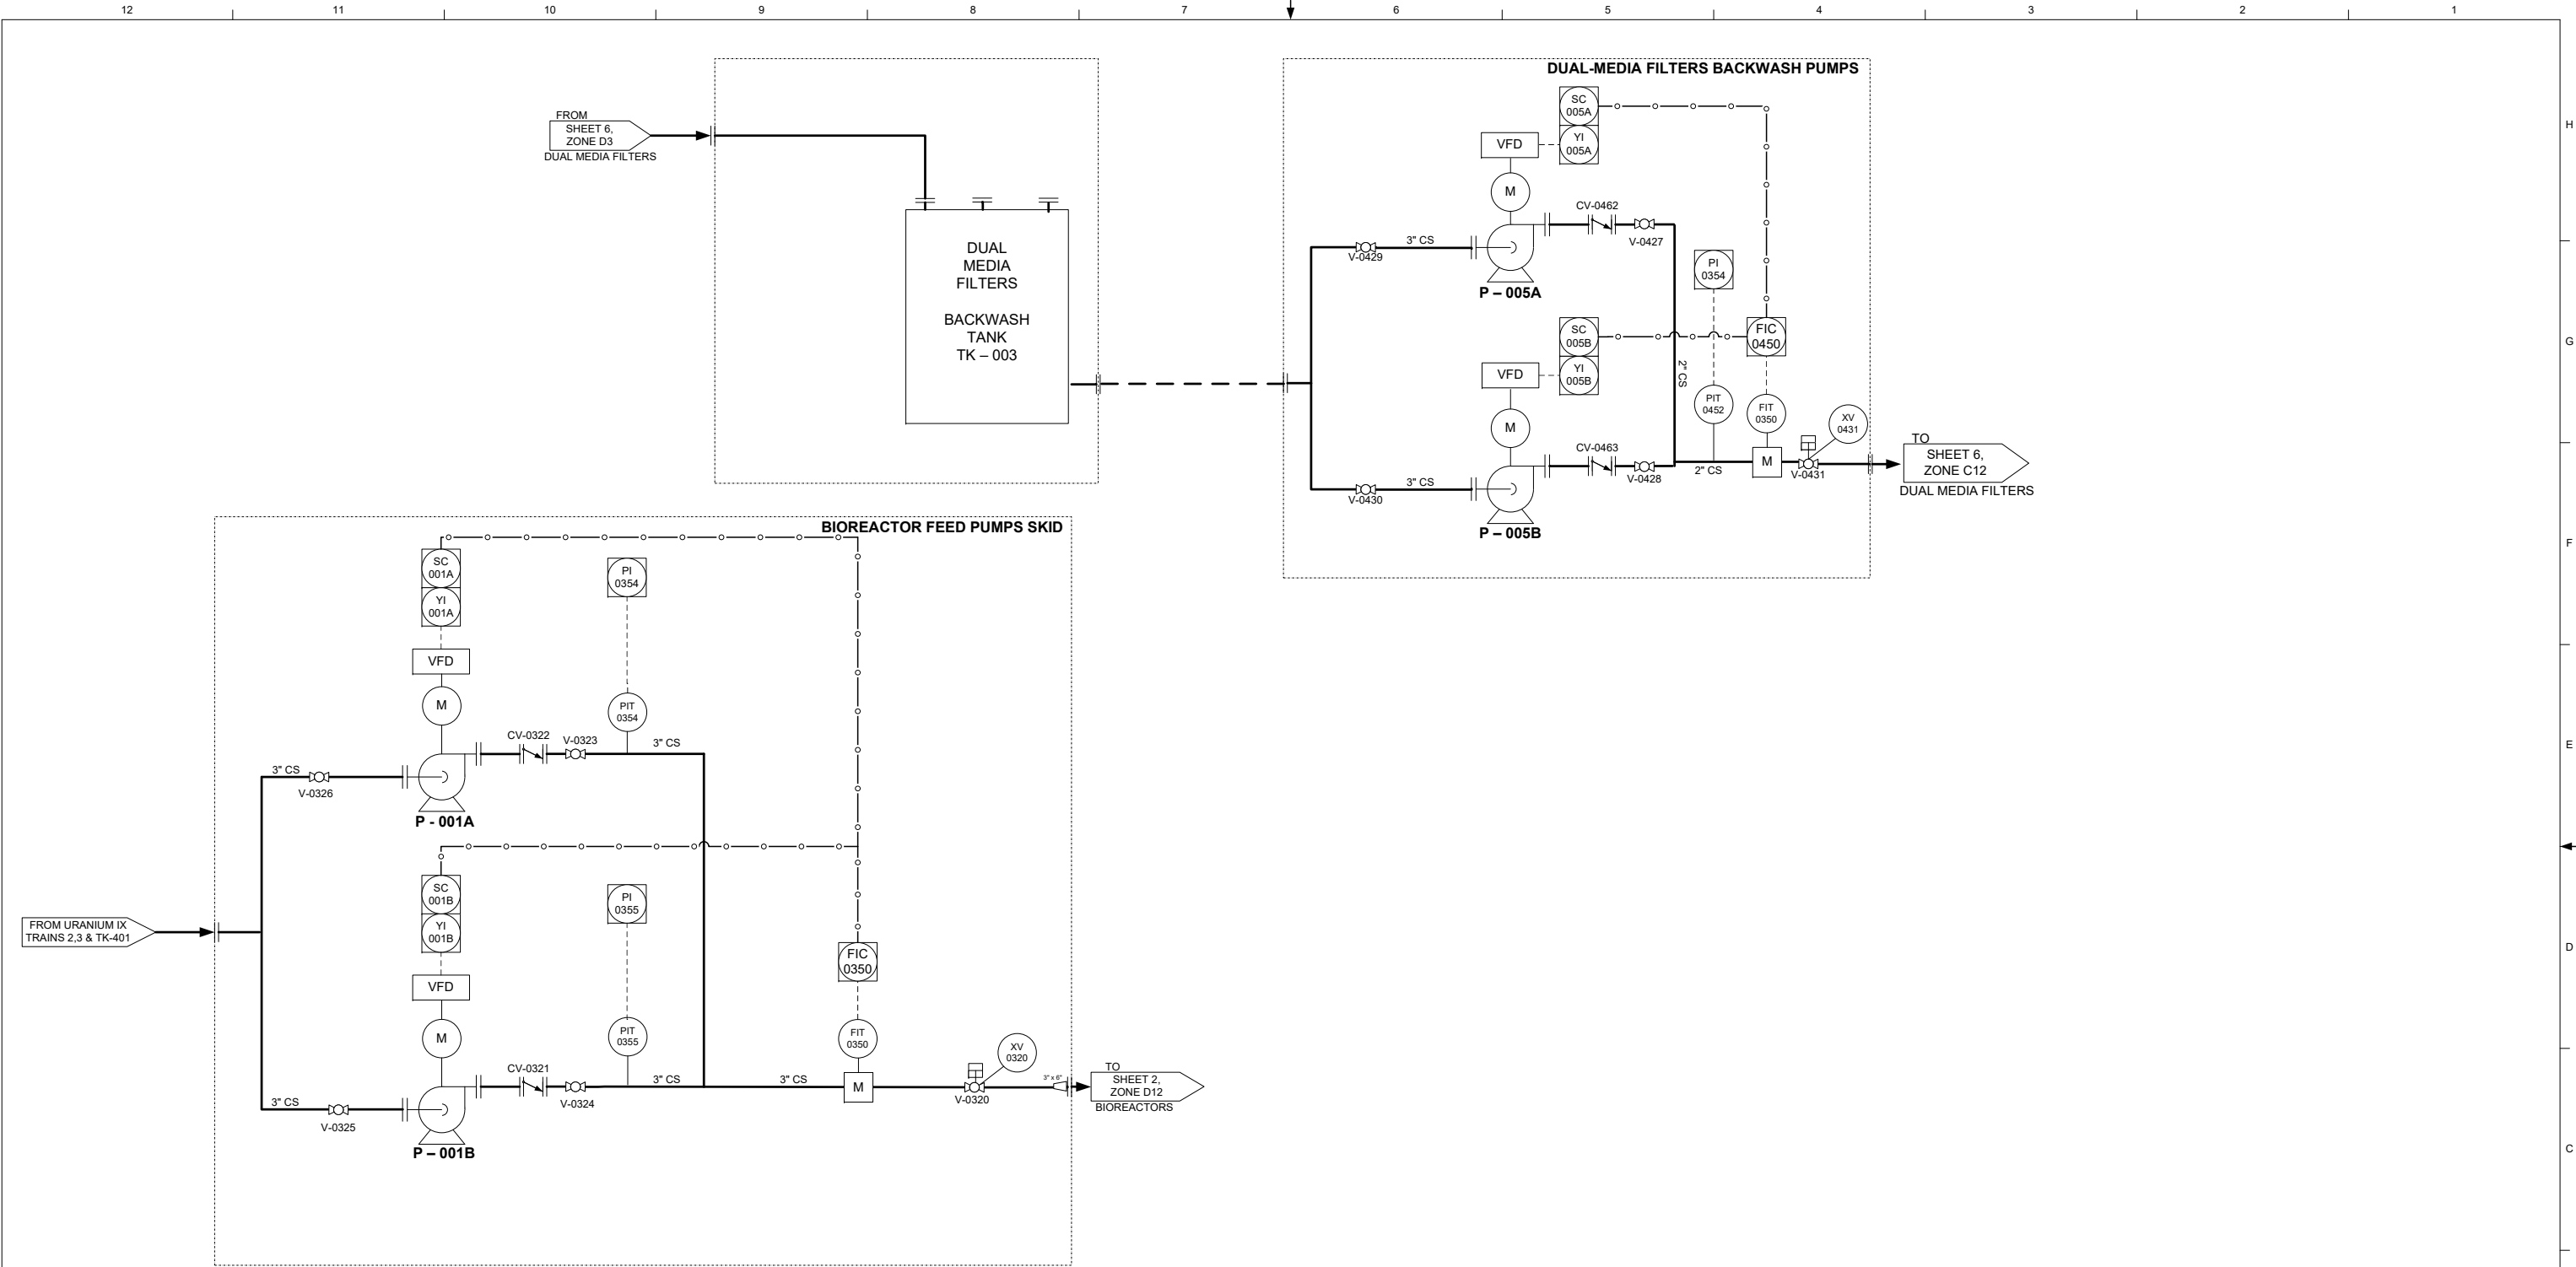 12 11 10 9 8 7 6 5 4 3 2 1
H
G
F
E
D
C
FROM
SHEET 6,
ZONE D3
DUAL MEDIA FILTERS
DUAL
MEDIA
FILTERS
BACKWASH
TANK
TK – 003
DUAL-MEDIA FILTERS BACKWASH PUMPS
SC
005A
YI
005A
VFD
M
CV-0462
V-0427
3" CS
V-0429
P – 005A
PI
0354
SC
005B
YI
005B
FIC
0450
VFD
2" CS
PIT
0452
FIT
0350
XV
0431
M
CV-0463
V-0428
2" CS
M
V-0431
3" CS
V-0430
P – 005B
TO
SHEET 6,
ZONE C12
DUAL MEDIA FILTERS
BIOREACTOR FEED PUMPS SKID
SC
001A
YI
001A
PI
0354
VFD
M
PIT
0354
CV-0322
V-0323
3" CS
3" CS
V-0326
P - 001A
SC
001B
YI
001B
PI
0355
FROM URANIUM IX
TRAINS 2,3 & TK-401
FIC
0350
VFD
M
PIT
0355
FIT
0350
XV
0320
CV-0321
V-0324
3" CS
3" CS
M
V-0320
3" x 6"
3" CS
V-0325
P – 001B
TO
SHEET 2,
ZONE D12
BIOREACTORS